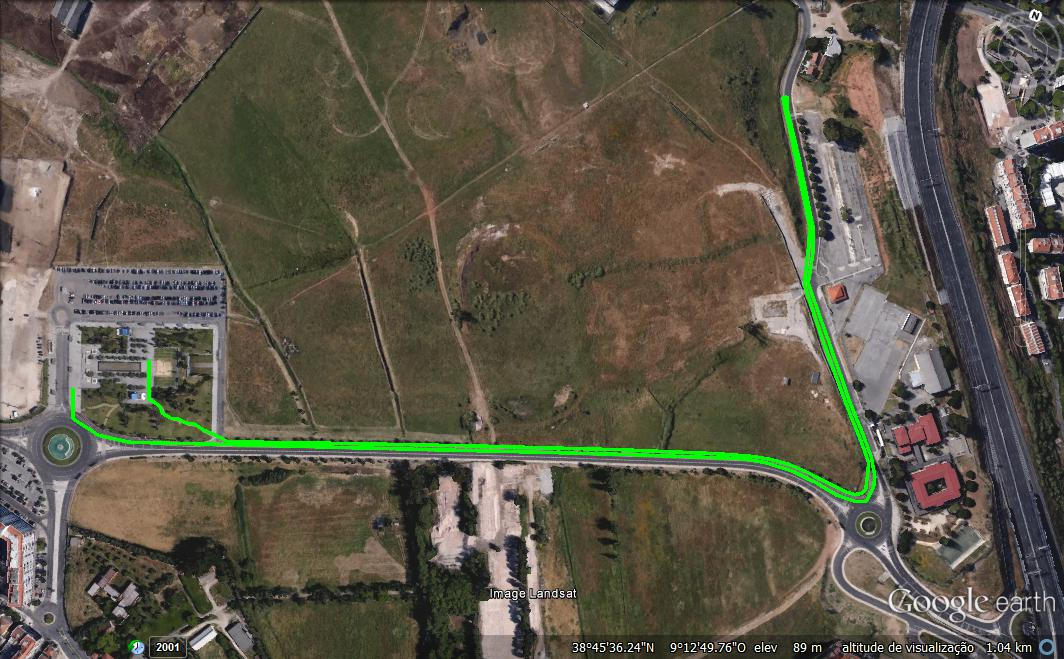 N
Image Landsat
Google earth
2001
38°45'36.24"N 9°12'49.76"O elev 89 m altitude de visualização 1.04 km